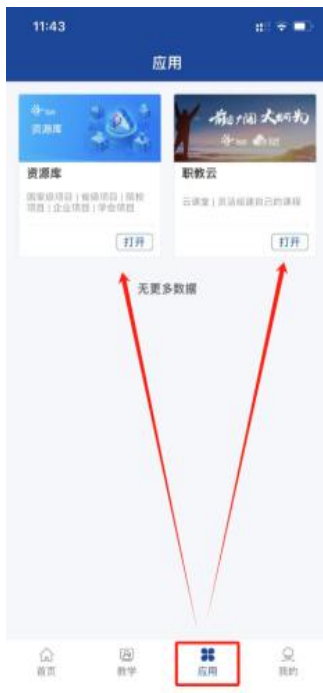 11:43
应用
资源库
资源库
国家级项目 | 省级项目 | 院校
项目 | 企业项目 | 学会项目
打开
职教云
云课堂 | 灵活组建自己的课程
打开
无更多数据
首页
教学
应用
我的